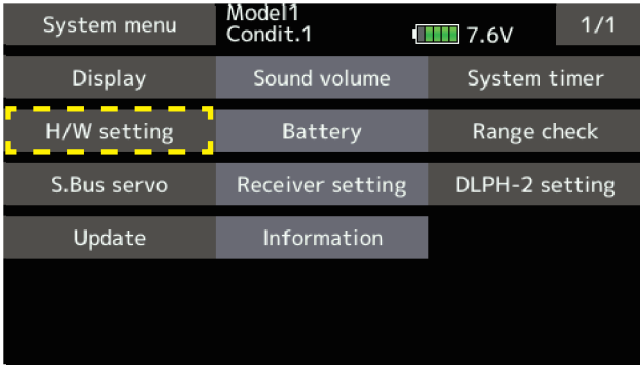 System menu
Model1
Condit.1
7.6V
1/1
Display
Sound volume
System timer
H/W setting
Battery
Range check
S.Bus servo
Receiver setting
DLPH-2 setting
Update
Information